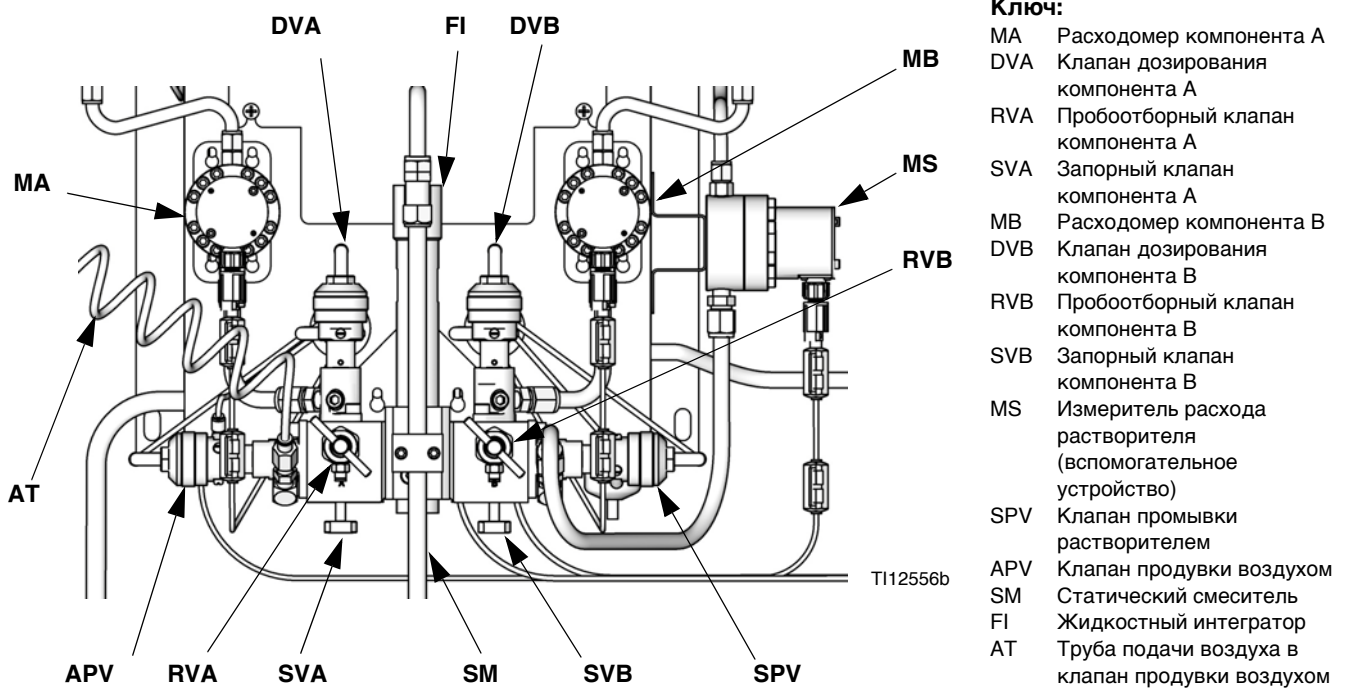 DVA FI DVB
MB
MA
MS
RVB
AT
TI12556b
APV RVA SVA SM SVB SPV
Ключ:
MA Расходомер компонента A
DVA Клапан дозирования
компонента A
RVA Пробоотборный клапан
компонента A
SVA Запорный клапан
компонента A
MB Расходомер компонента B
DVB Клапан дозирования
компонента B
RVB Пробоотборный клапан
компонента B
SVB Запорный клапан
компонента B
MS Измеритель расхода
растворителя
(вспомогательное
устройство)
SPV Клапан промывки
растворителем
APV Клапан продувки воздухом
SM Статический смеситель
FI Жидкостный интегратор
AT Труба подачи воздуха в
клапан продувки воздухом